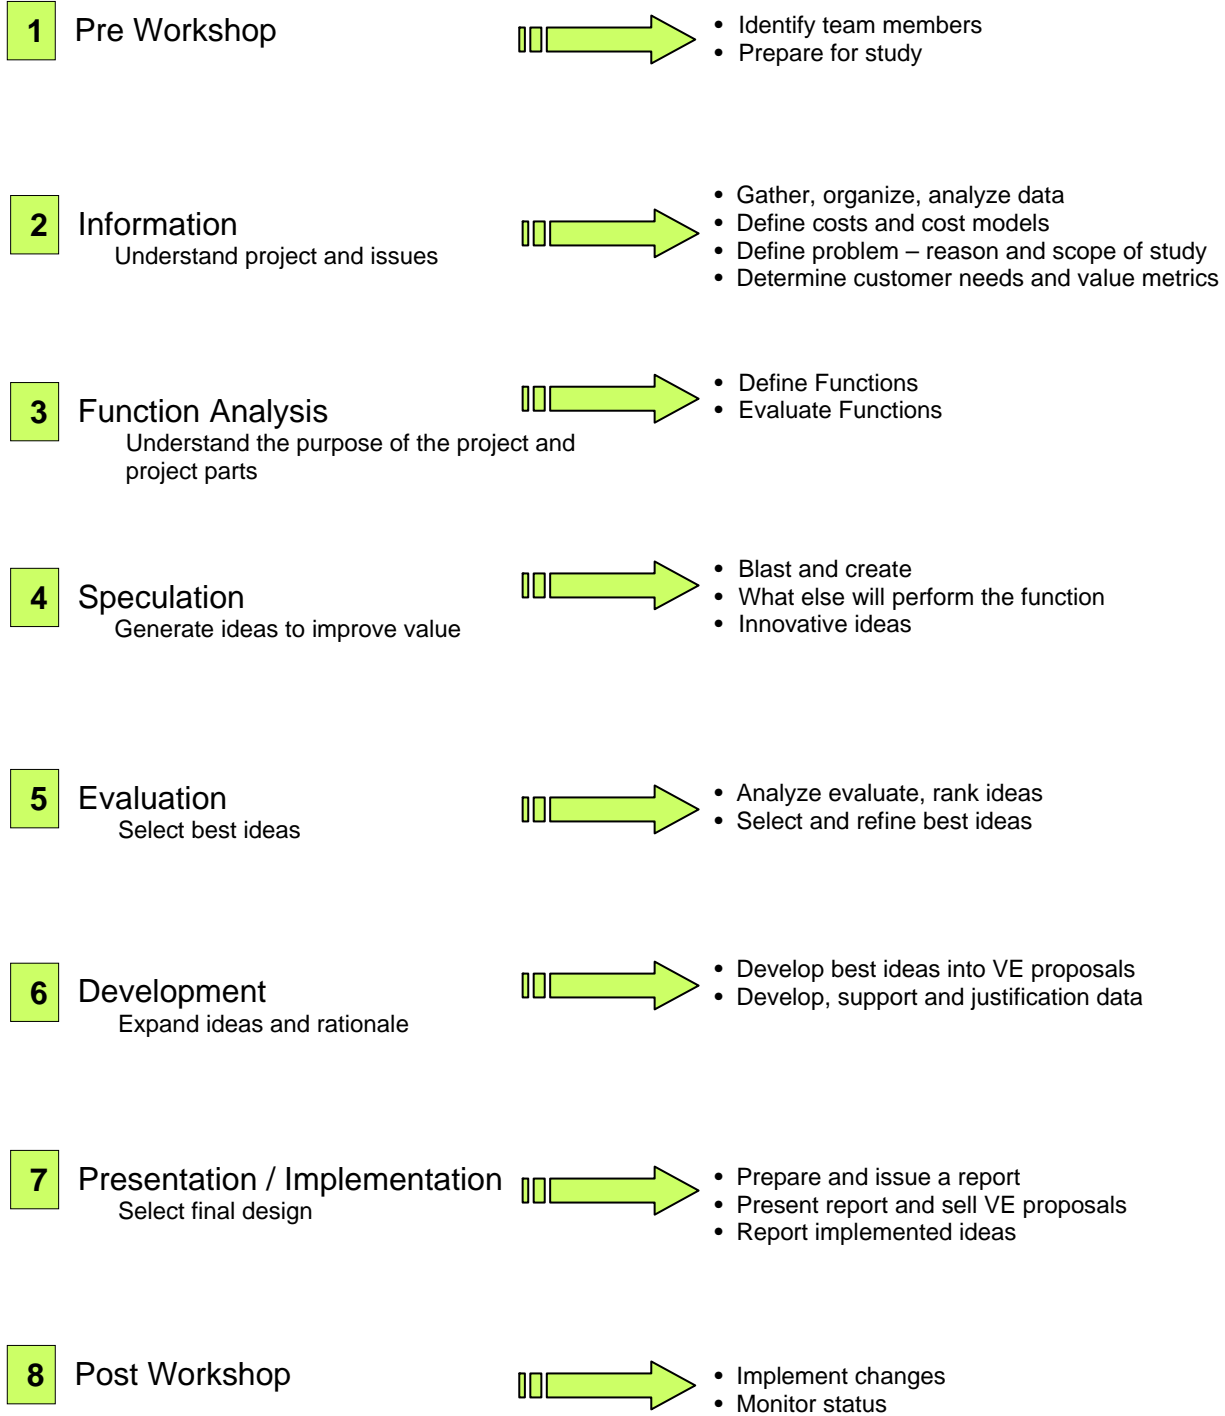 1 Pre Workshop
• Identify team members
• Prepare for study
2 Information
Understand project and issues
• Gather, organize, analyze data
• Define costs and cost models
• Define problem – reason and scope of study
• Determine customer needs and value metrics
3 Function Analysis
Understand the purpose of the project and
project parts
• Define Functions
• Evaluate Functions
4 Speculation
Generate ideas to improve value
• Blast and create
• What else will perform the function
• Innovative ideas
5 Evaluation
Select best ideas
• Analyze evaluate, rank ideas
• Select and refine best ideas
6 Development
Expand ideas and rationale
• Develop best ideas into VE proposals
• Develop, support and justification data
7 Presentation / Implementation
Select final design
• Prepare and issue a report
• Present report and sell VE proposals
• Report implemented ideas
8 Post Workshop
• Implement changes
• Monitor status